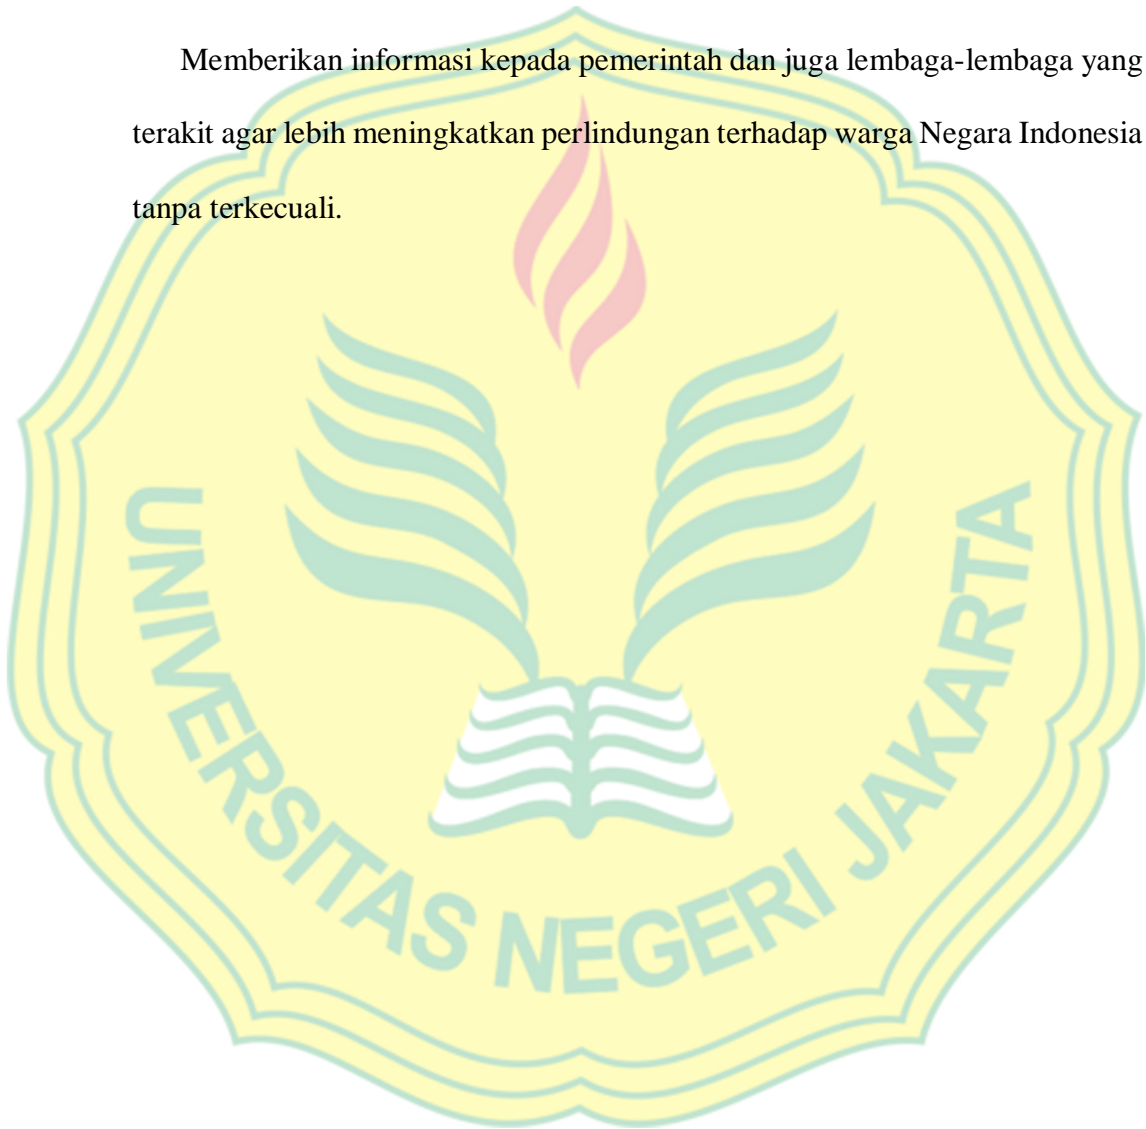 Memberikan informasi kepada pemerintah dan juga lembaga-lembaga yang
terakit agar lebih meningkatkan perlindungan terhadap warga Negara Indonesia
tanpa terkecuali.
UNIVERSITAS NEGERI JAKARTA